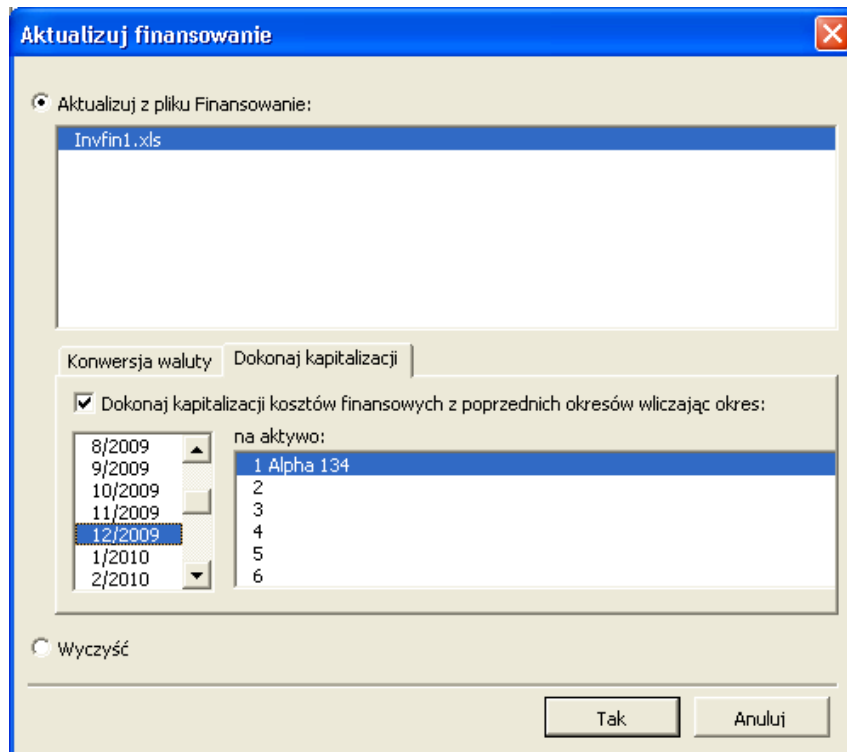 Aktualizuj finansowanie
Aktualizuj z pliku Finansowanie:
Invfin1.xls
Konwersja waluty
Dokonaj kapitalizacji
Dokonaj kapitalizacji kosztów finansowych z poprzednich okresów wliczając okres:
8/2009
9/2009
10/2009
11/2009
12/2009
1/2010
2/2010
na aktywo:
1 Alpha 134
2
3
4
5
6
Wyczyść
Tak
Anuluj